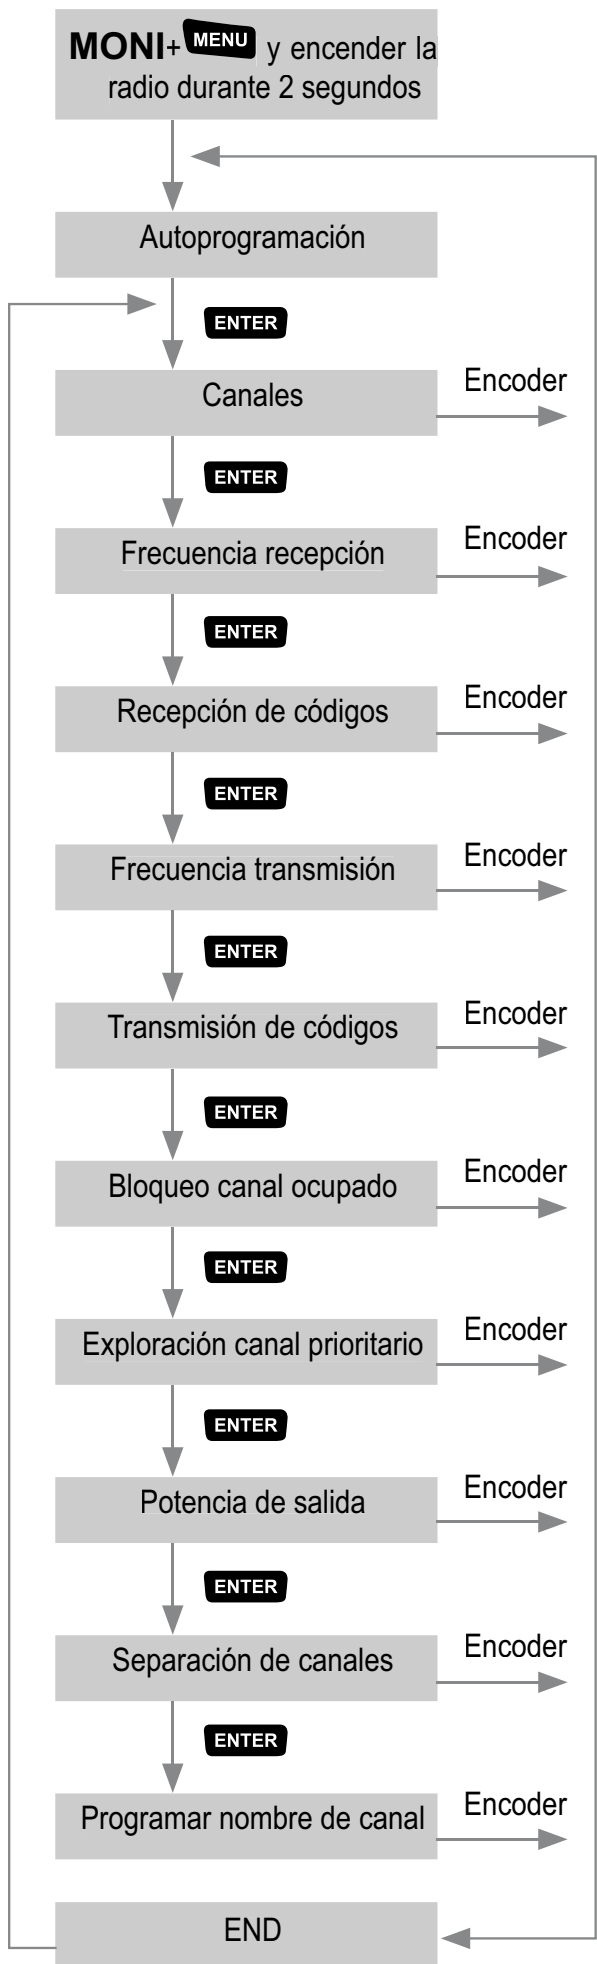 MONI+ MENU y encender la
radio durante 2 segundos
Autoprogramación
ENTER
Canales
Encoder
ENTER
Frecuencia recepción
Encoder
ENTER
Recepción de códigos
Encoder
ENTER
Frecuencia transmisión
Encoder
ENTER
Transmisión de códigos
Encoder
ENTER
Bloqueo canal ocupado
Encoder
ENTER
Exploración canal prioritario
Encoder
ENTER
Potencia de salida
Encoder
ENTER
Separación de canales
Encoder
ENTER
Programar nombre de canal
Encoder
END